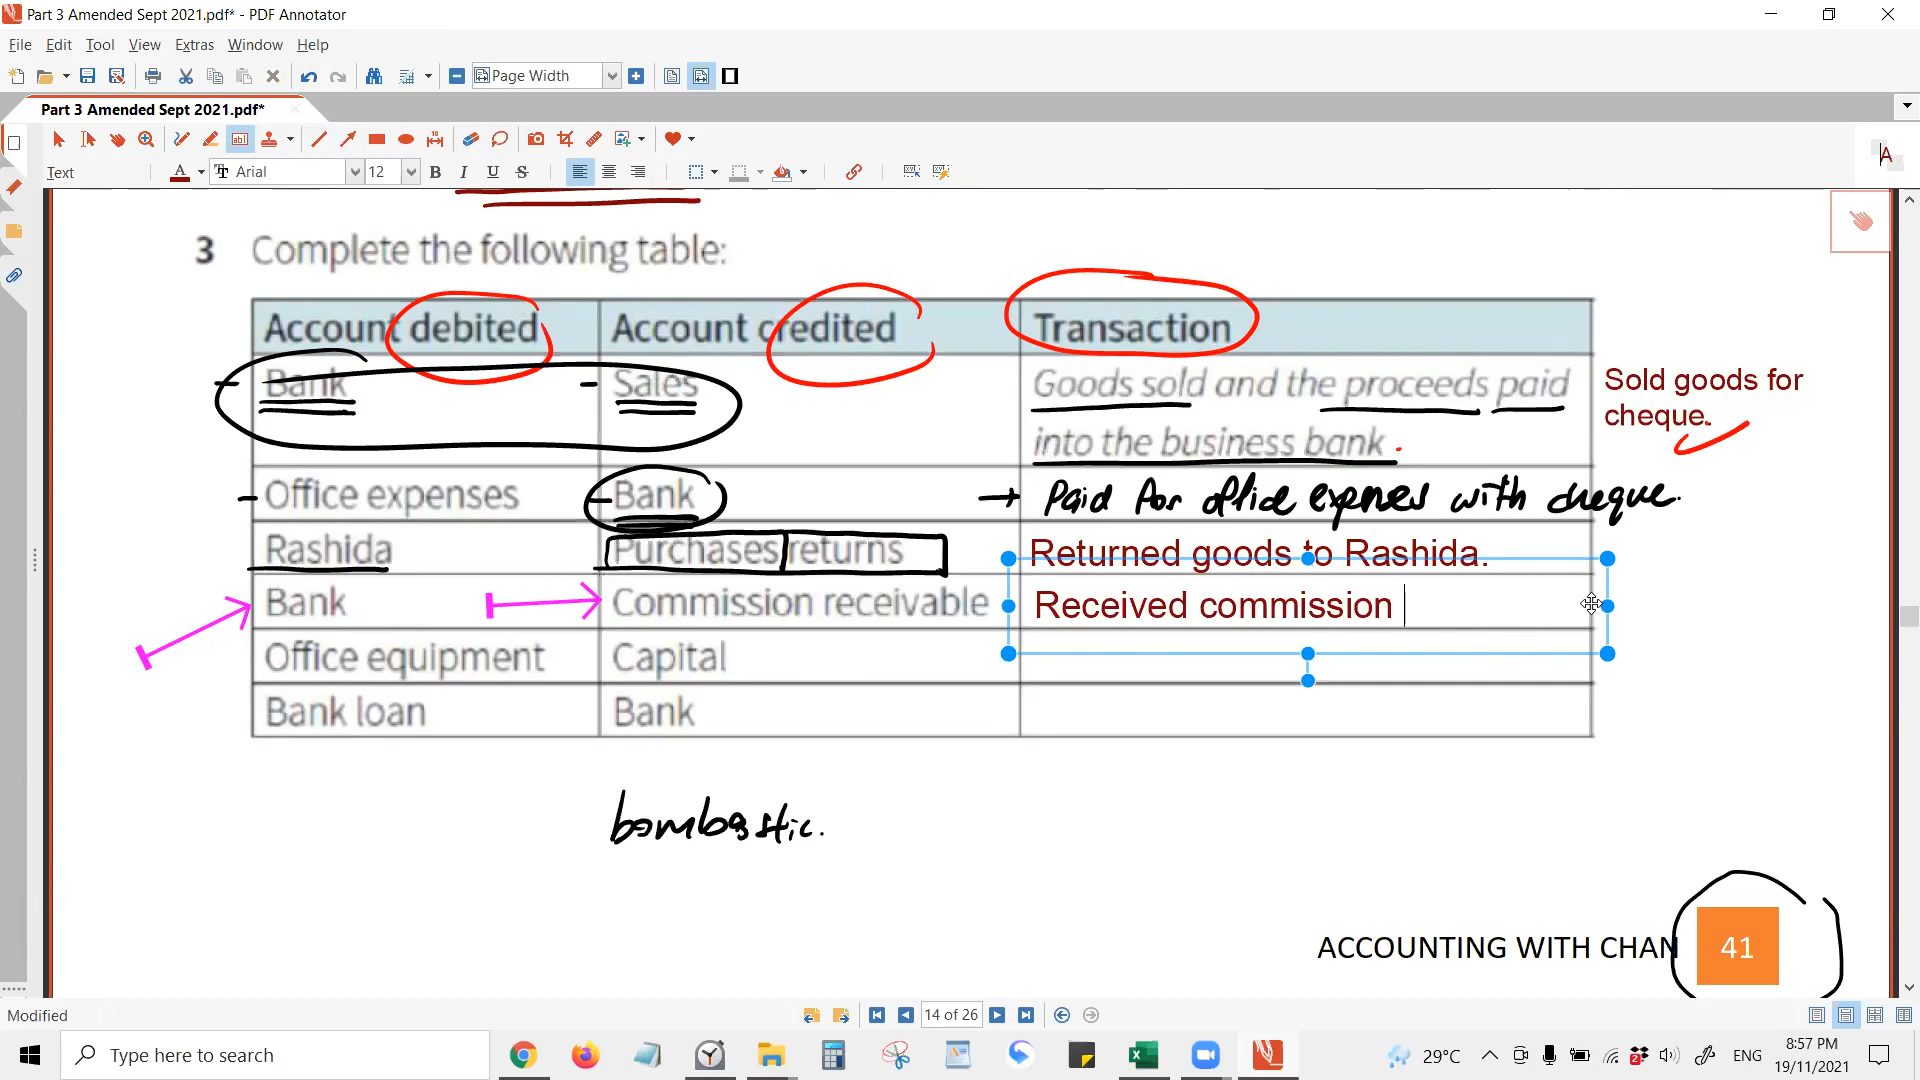 Part 3 Amended Sept 2021.pdf* - PDF Annotator
File Edit Tool View Extras Window Help
Page Width
Part 3 Amended Sept 2021.pdf*
Text A Arial 12 B I U S A
3 Complete the following table:
Account debited Account credited Transaction
Bank Sales Goods sold and the proceeds paid
into the business bank.
Sold goods for
cheque.
Office expenses Bank Paid for office expenses with cheque.
Rashida Purchases returns Returned goods to Rashida.
Bank Commission receivable Received commission
Office equipment Capital
Bank loan Bank
bombastic.
ACCOUNTING WITH CHAN 41
Modified 14 of 26
Type here to search 29°C ENG 8:57 PM
19/11/2021